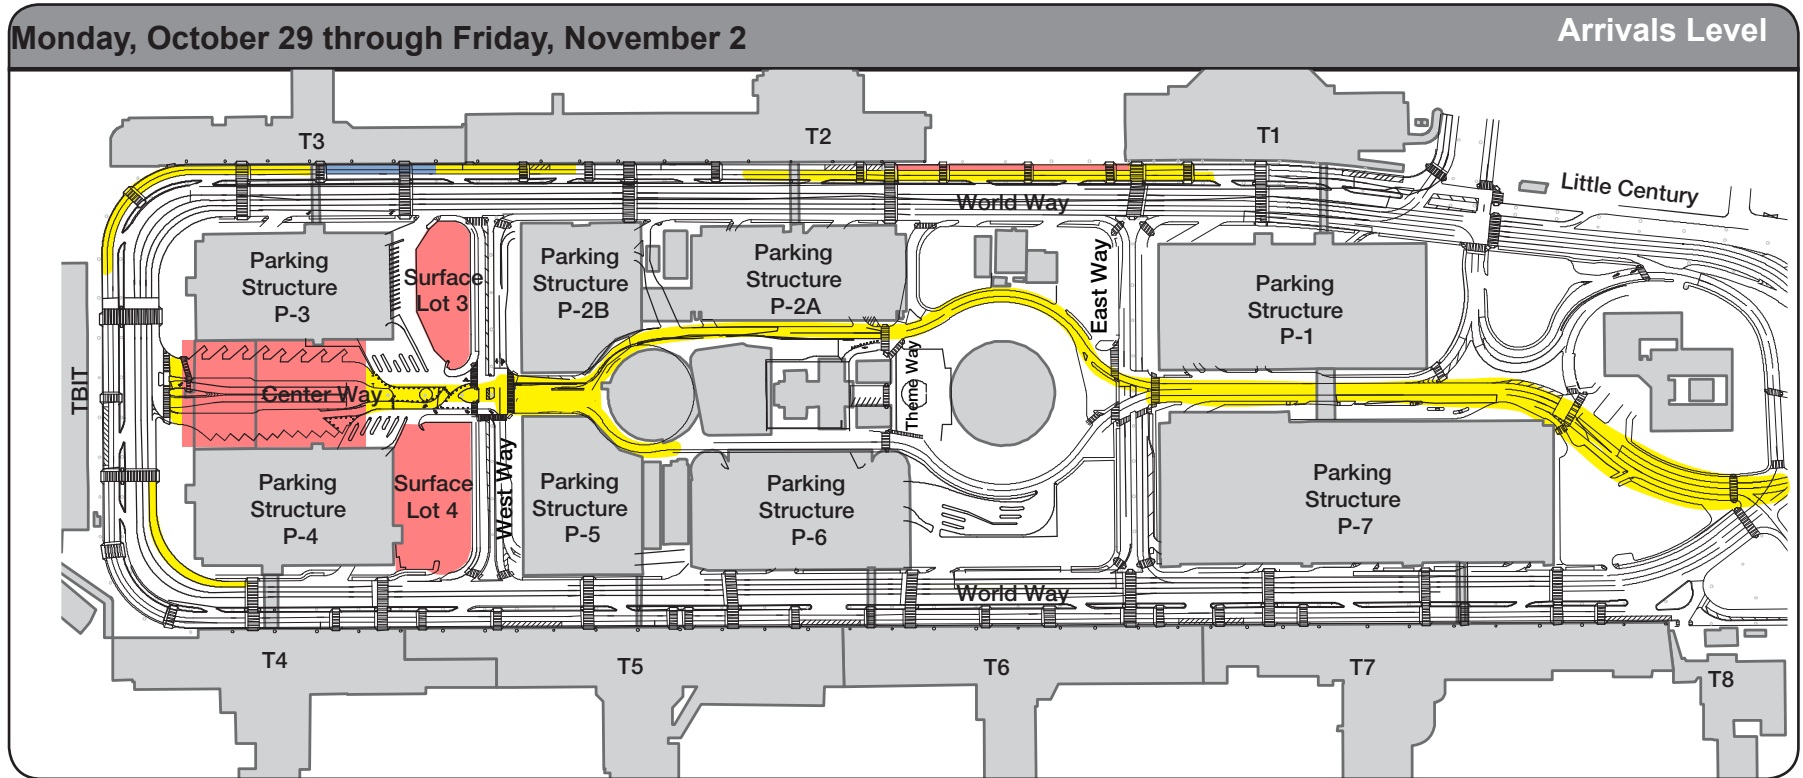 Monday, October 29 through Friday, November 2
Arrivals Level
T3
T2
T1
Little Century
World Way
Parking
Structure
P-3
Surface
Lot 3
Parking
Structure
P-2B
Parking
Structure
P-2A
East Way
Parking
Structure
P-1
TBIT
Center Way
Theme Way
Parking
Structure
P-4
Surface
Lot 4
West Way
Parking
Structure
P-5
Parking
Structure
P-6
Parking
Structure
P-7
World Way
T4
T5
T6
T7
T8